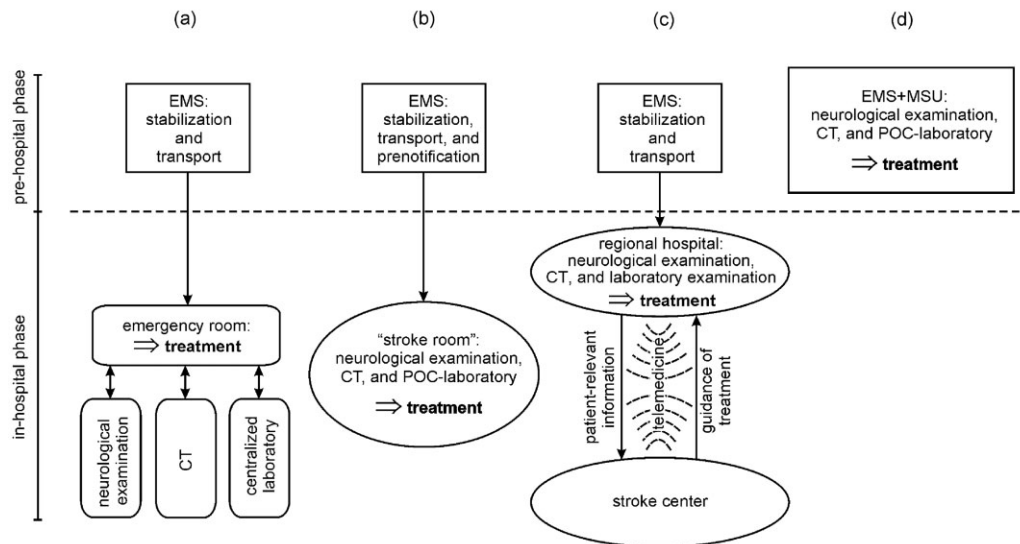 (a)
(b)
(c)
(d)
pre-hospital phase
in-hospital phase
EMS:
stabilization
and
transport
emergency room:
⇒ treatment
neurological
examination
CT
centralized
laboratory
EMS:
stabilization,
transport, and
prenotification
“stroke room”:
neurological examination,
CT, and POC-laboratory
⇒ treatment
EMS:
stabilization
and
transport
regional hospital:
neurological examination,
CT, and laboratory examination
⇒ treatment
patient-relevant
information
telemedicine
guidance of
treatment
stroke center
EMS+MSU:
neurological examination,
CT, and POC-laboratory
⇒ treatment